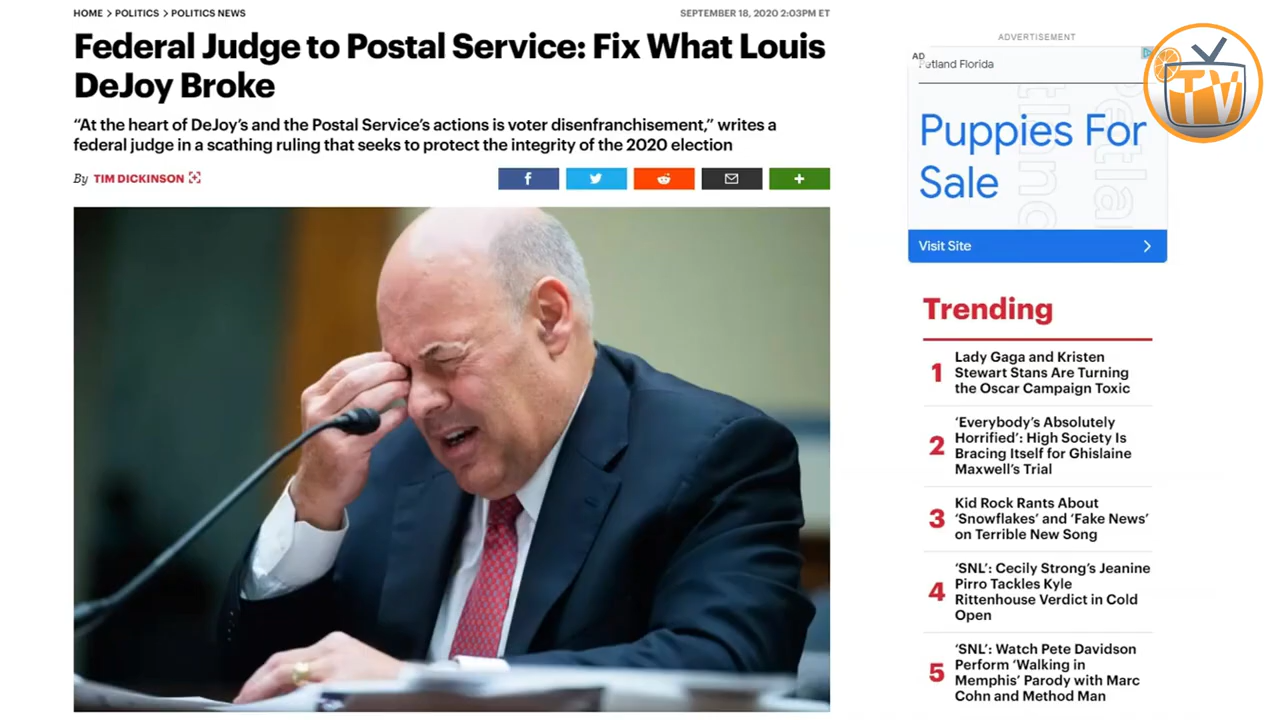 HOME > POLITICS > POLITICS NEWS
SEPTEMBER 18, 2020 2:03PM ET
Federal Judge to Postal Service: Fix What Louis
DeJoy Broke
“At the heart of DeJoy’s and the Postal Service’s actions is voter disenfranchisement,” writes a
federal judge in a scathing ruling that seeks to protect the integrity of the 2020 election
By TIM DICKINSON
ADVERTISEMENT
AD
Petland Florida
Puppies For
Sale
Visit Site
TV
Trending
1
Lady Gaga and Kristen
Stewart Stans Are Turning
the Oscar Campaign Toxic
2
‘Everybody’s Absolutely
Horrified’: High Society Is
Bracing Itself for Ghislaine
Maxwell’s Trial
3
Kid Rock Rants About
‘Snowflakes’ and ‘Fake News’
on Terrible New Song
4
‘SNL’: Cecily Strong’s Jeanine
Pirro Tackles Kyle
Rittenhouse Verdict in Cold
Open
5
‘SNL’: Watch Pete Davidson
Perform ‘Walking in
Memphis’ Parody with Marc
Cohn and Method Man